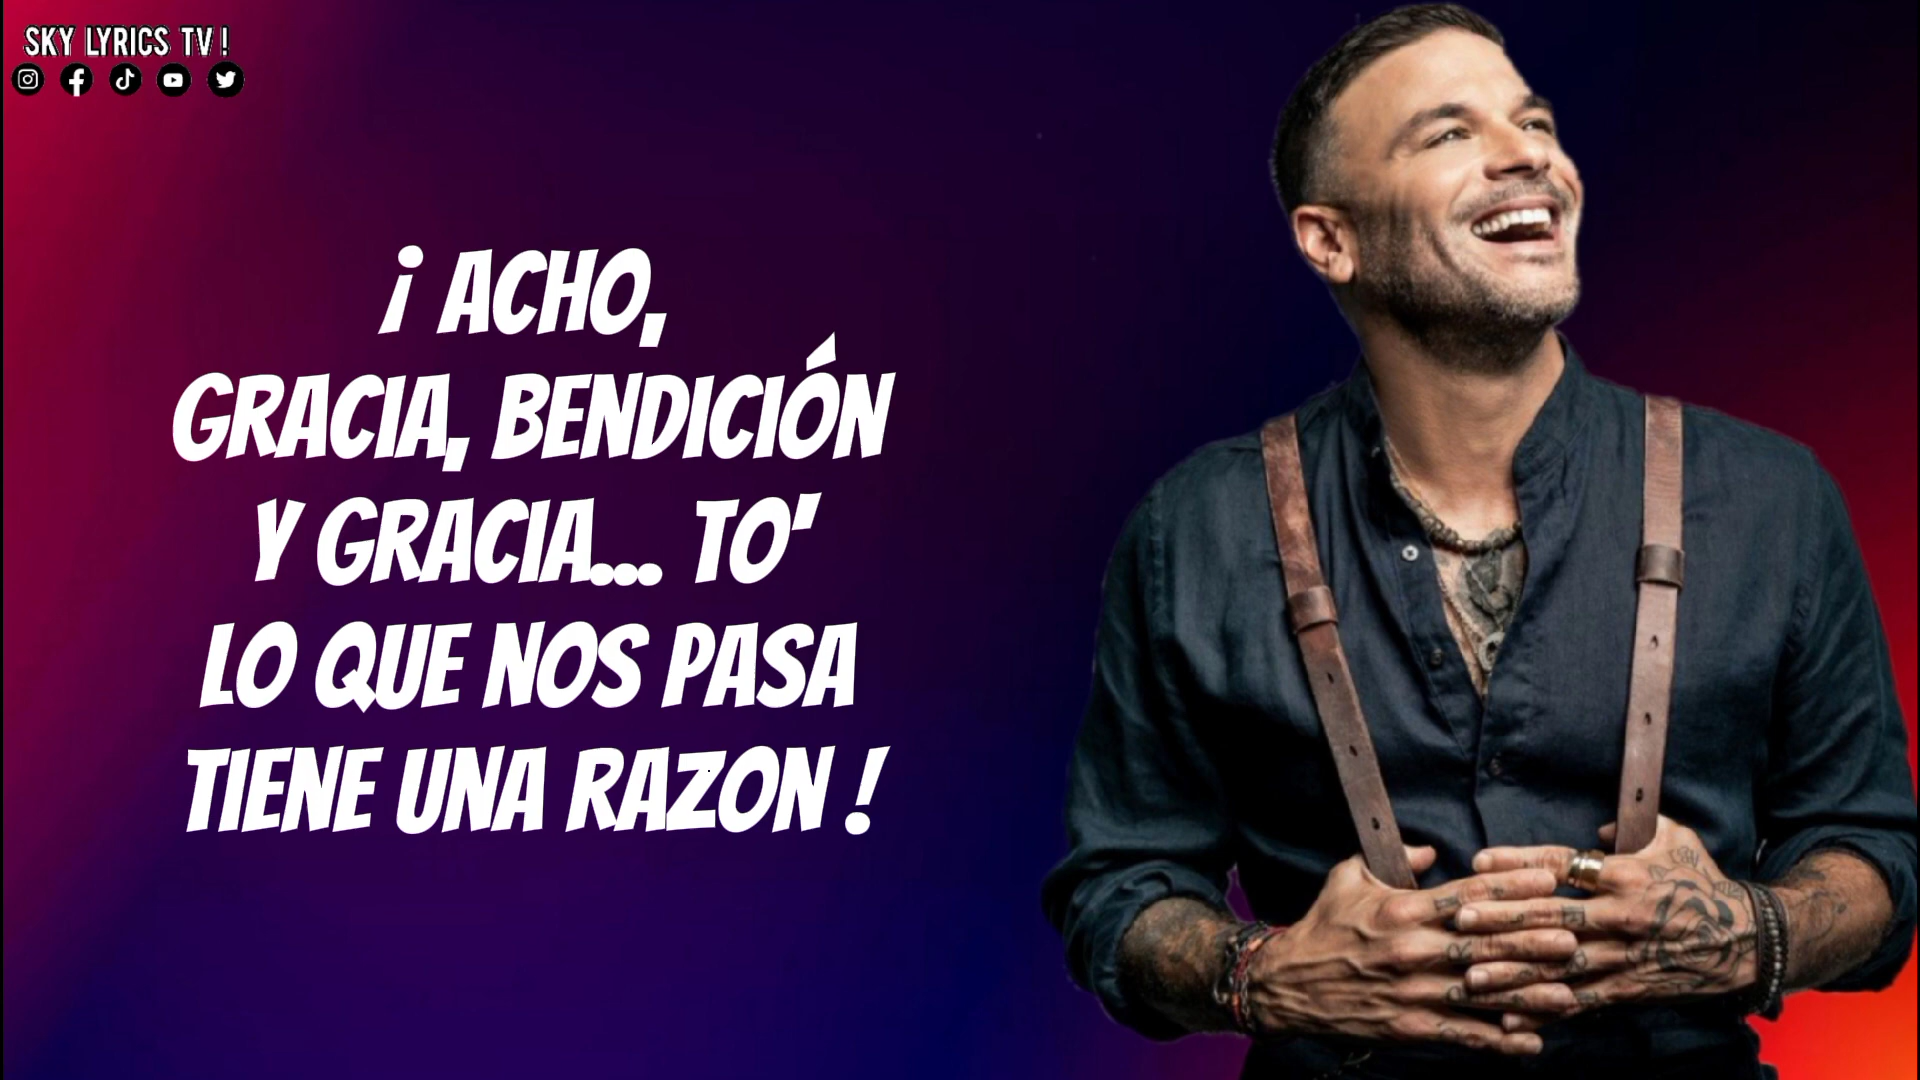 SKY LYRICS TV !
¡ ACHO,
GRACIA, BENDICIÓN
Y GRACIA... TO'
LO QUE NOS PASA
TIENE UNA RAZON !